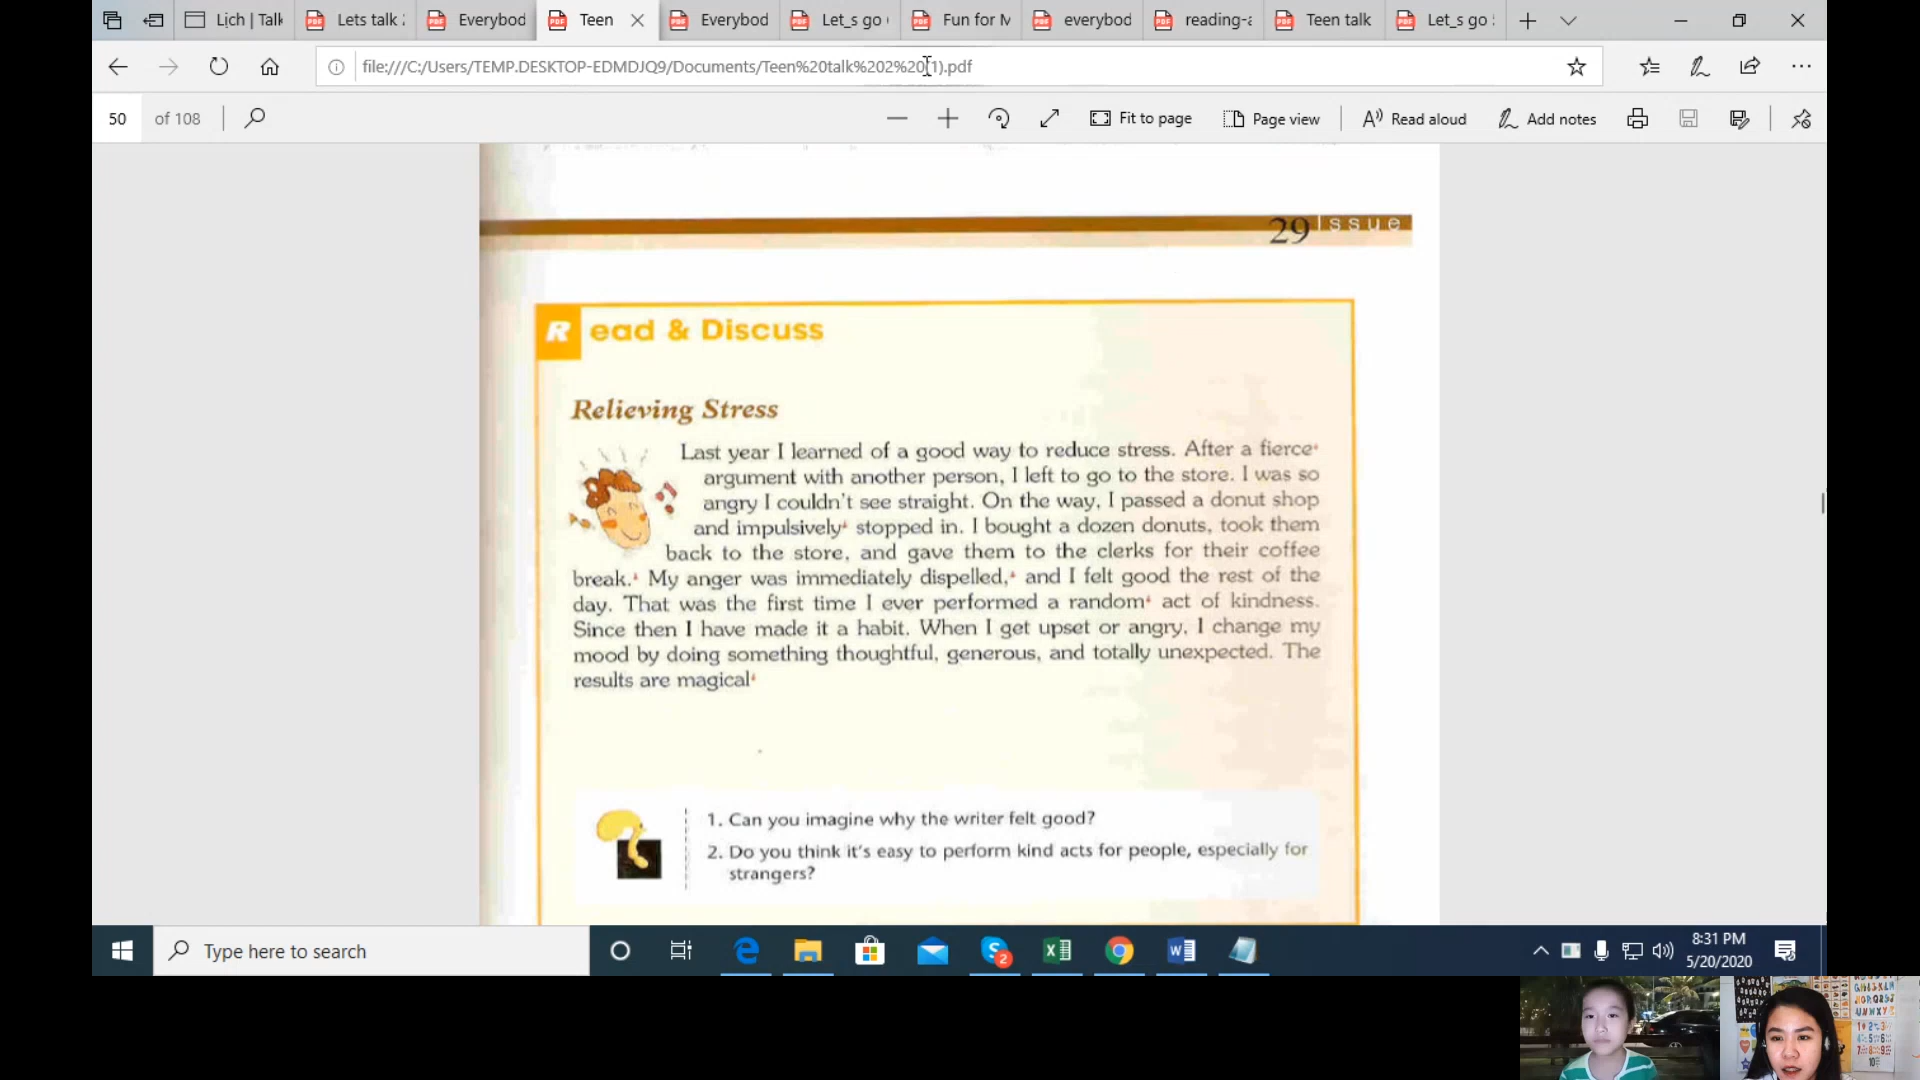 Lịch | Talk
Lets talk
Everybod
Teen
Everybod
Let_s go
Fun for M
everybod
reading-a
Teen talk
Let_s go
file:///C:/Users/TEMP.DESKTOP-EDMDJQ9/Documents/Teen%20talk%202%20(1).pdf
50 of 108
Fit to page
Page view
Read aloud
Add notes
29 Issue
Read & Discuss
Relieving Stress
Last year I learned of a good way to reduce stress. After a fierce
argument with another person, I left to go to the store. I was so
angry I couldn't see straight. On the way, I passed a donut shop
and impulsively stopped in. I bought a dozen donuts, took them
back to the store, and gave them to the clerks for their coffee
break. My anger was immediately dispelled, and I felt good the rest of the
day. That was the first time I ever performed a random act of kindness.
Since then I have made it a habit. When I get upset or angry, I change my
mood by doing something thoughtful, generous, and totally unexpected. The
results are magical
1. Can you imagine why the writer felt good?
2. Do you think it's easy to perform kind acts for people, especially for
strangers?
Type here to search
2
8:31 PM
5/20/2020